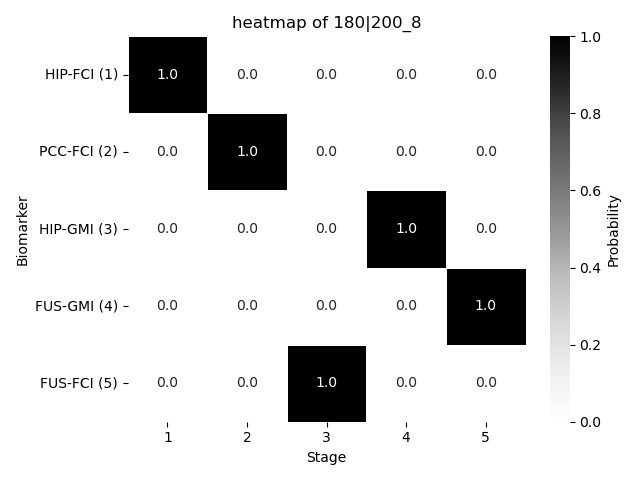 heatmap of 180|200_8
HIP-FCI (1) 1.0 0.0 0.0 0.0 0.0
PCC-FCI (2) 0.0 1.0 0.0 0.0 0.0
HIP-GMI (3) 0.0 0.0 0.0 1.0 0.0
FUS-GMI (4) 0.0 0.0 0.0 0.0 1.0
FUS-FCI (5) 0.0 0.0 1.0 0.0 0.0
1 2 3 4 5
Stage
Biomarker
1.0
0.8
0.6
0.4
0.2
0.0
Probability